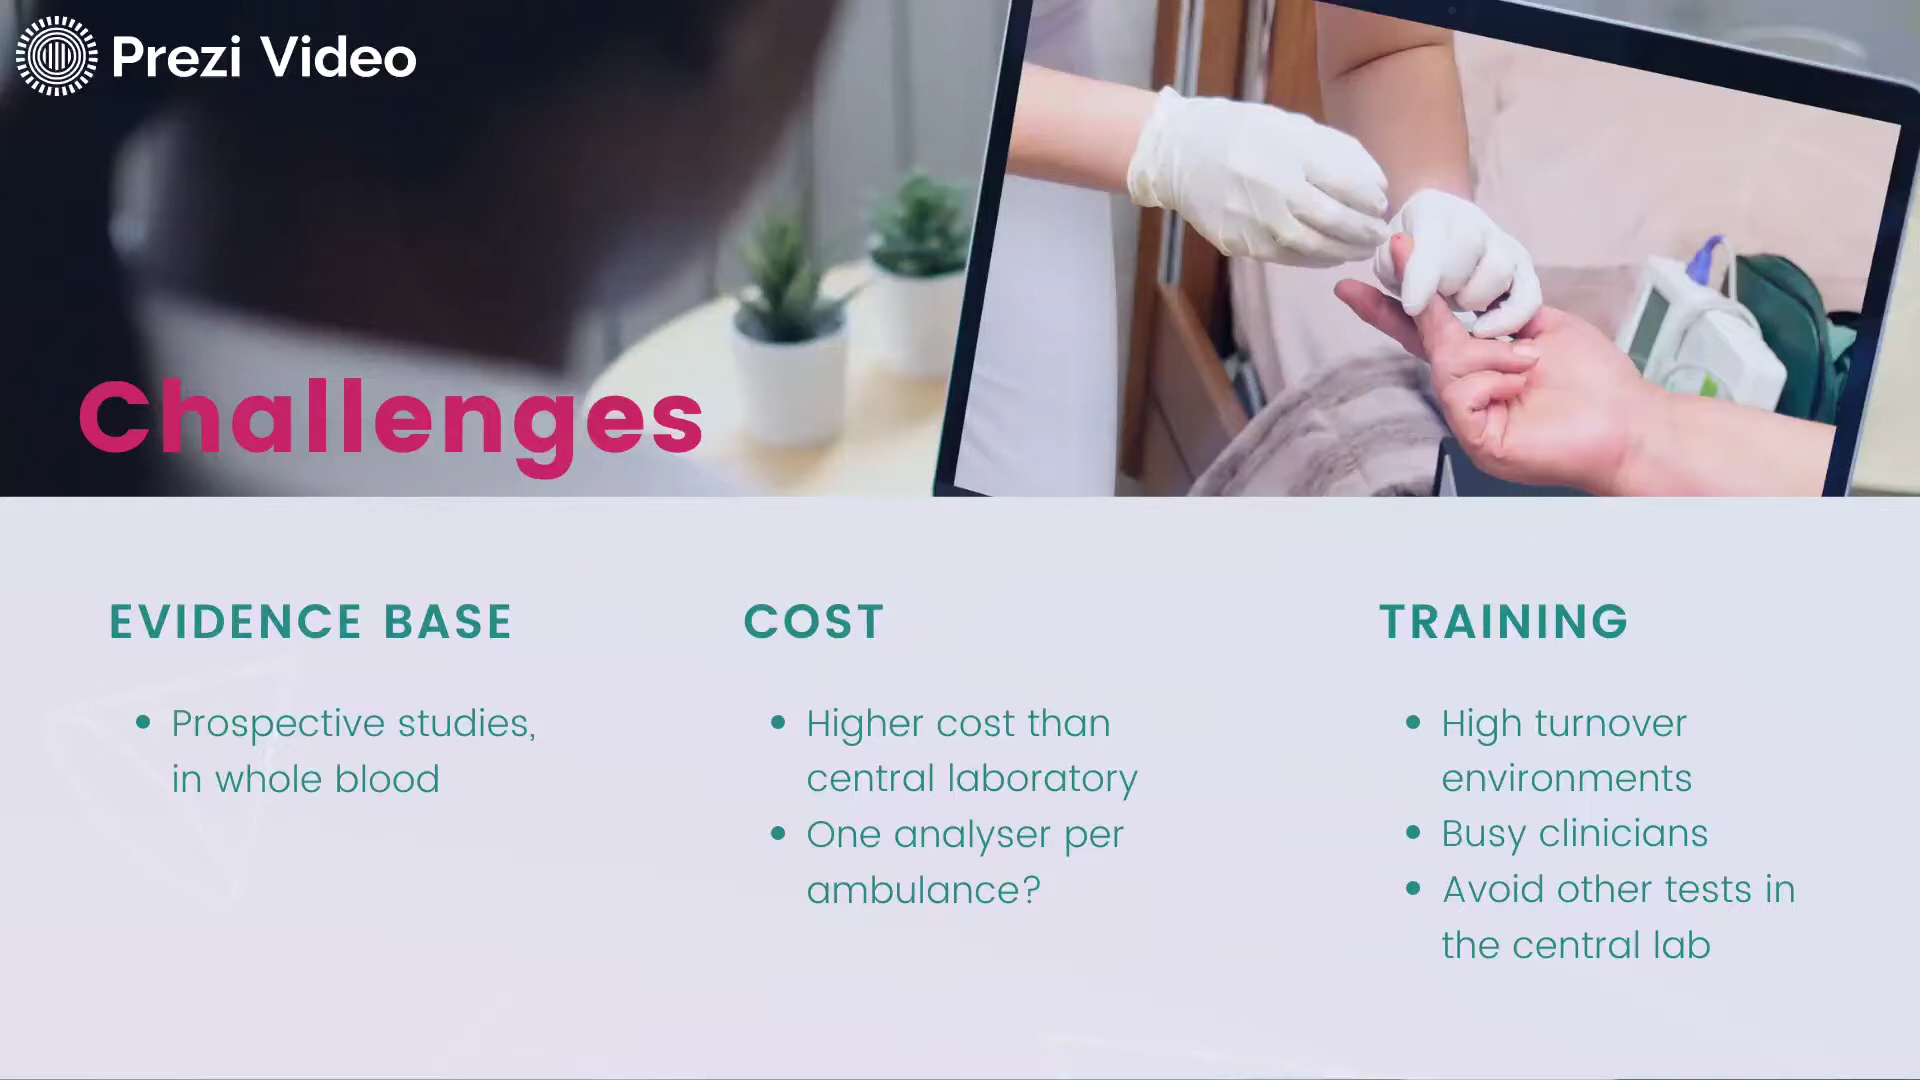 Prezi Video
Challenges
EVIDENCE BASE
Prospective studies,
in whole blood
COST
Higher cost than
central laboratory
One analyser per
ambulance?
TRAINING
High turnover
environments
Busy clinicians
Avoid other tests in
the central lab